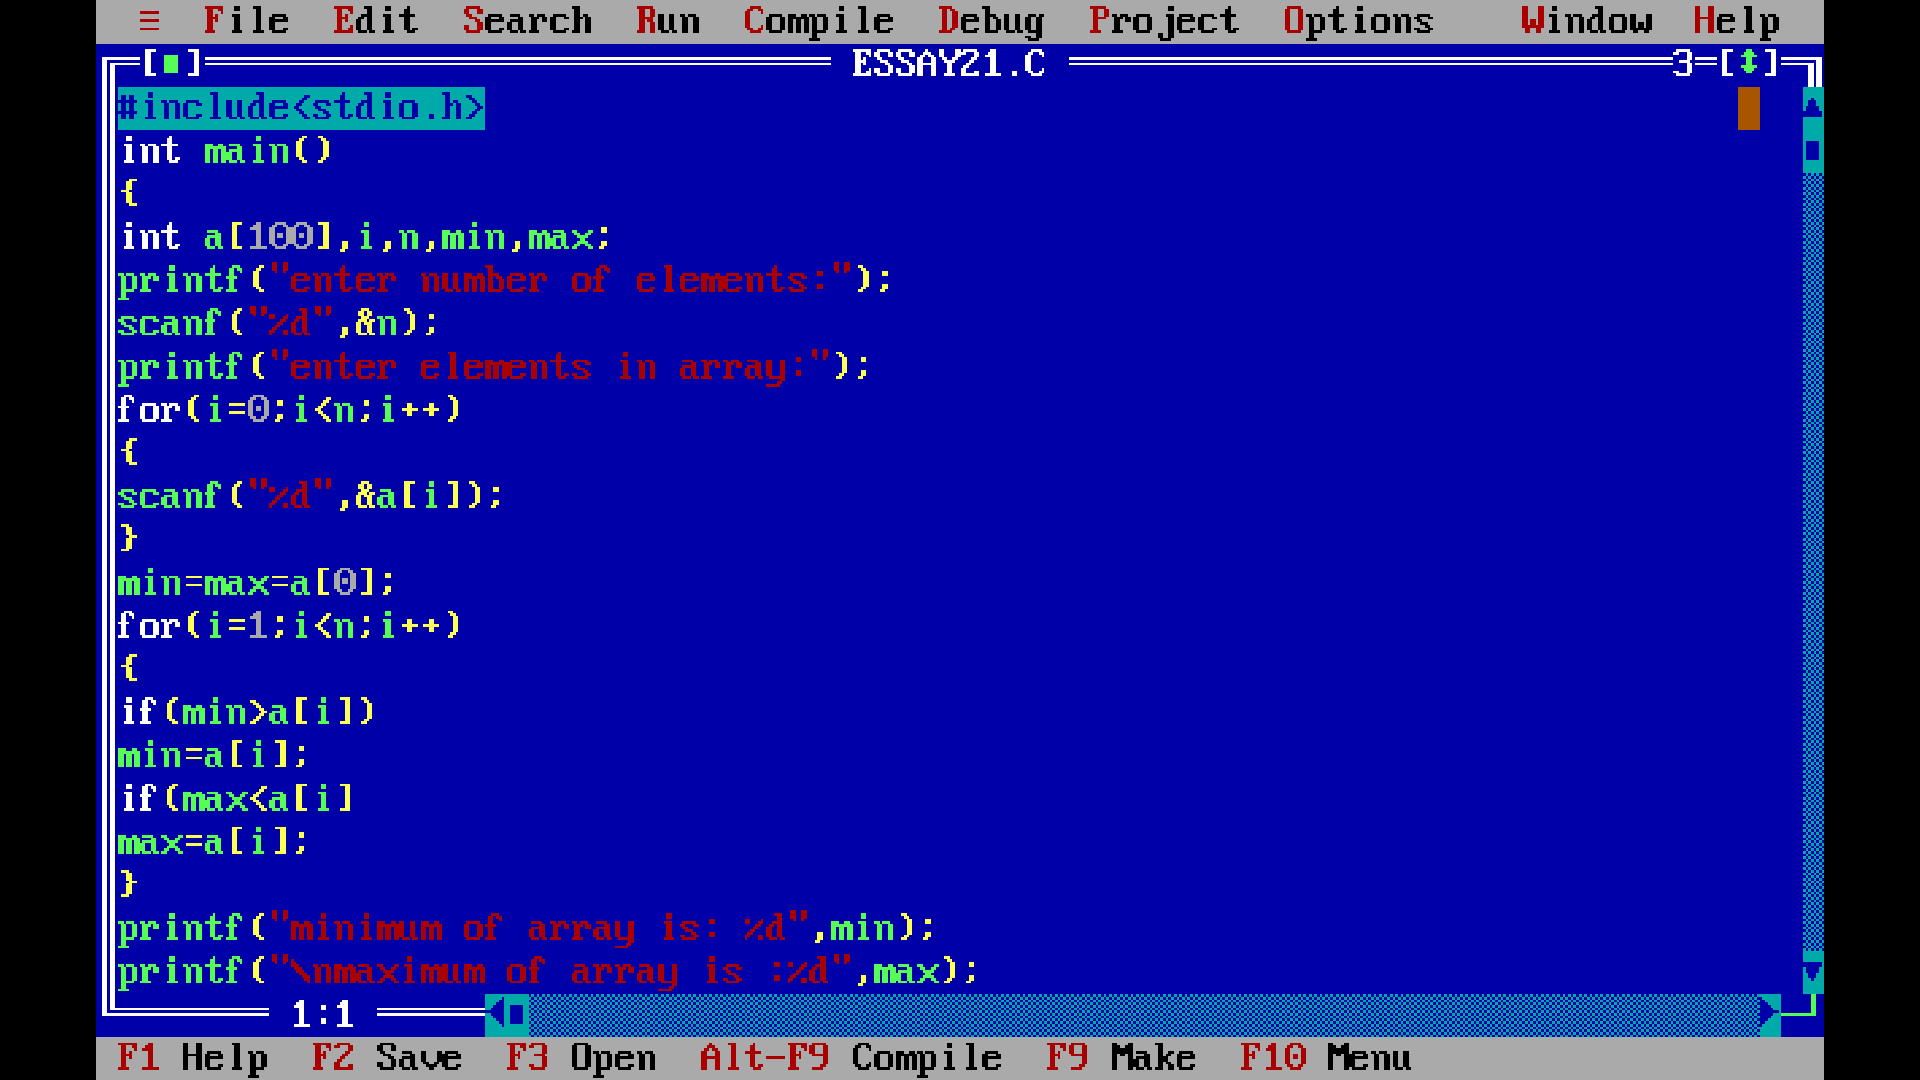 ≡ File Edit Search Run Compile Debug Project Options Window Help
[■] ESSAY21.C 3=[↕]
#include<stdio.h>
int main()
{
int a[100],i,n,min,max;
printf("enter number of elements:");
scanf("%d",&n);
printf("enter elements in array:");
for(i=0;i<n;i++)
{
scanf("%d",&a[i]);
}
min=max=a[0];
for(i=1;i<n;i++)
{
if(min>a[i])
min=a[i];
if(max<a[i]
max=a[i];
}
printf("minimum of array is: %d",min);
printf("\nmaximum of array is :%d",max);
1:1
F1 Help F2 Save F3 Open Alt-F9 Compile F9 Make F10 Menu